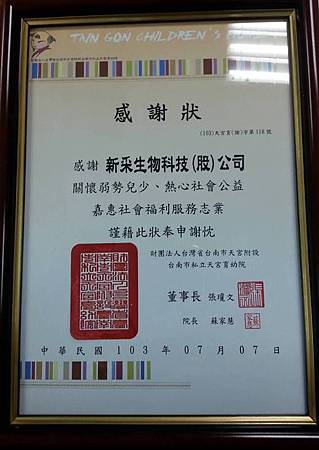 TAIN GON CHILDREN'S
感謝狀
(103)天宮育(謝)字第118號
感謝 新采生物科技(股)公司
關懷弱勢兒少、熱心社會公益
嘉惠社會福利服務志業
謹藉此狀奉申謝忱
財團法人台灣省台南市天宮附設
台南市私立天宮育幼院
董事長 張瓊文
院長 蘇家慧
中華民國 103 年 07 月 07 日